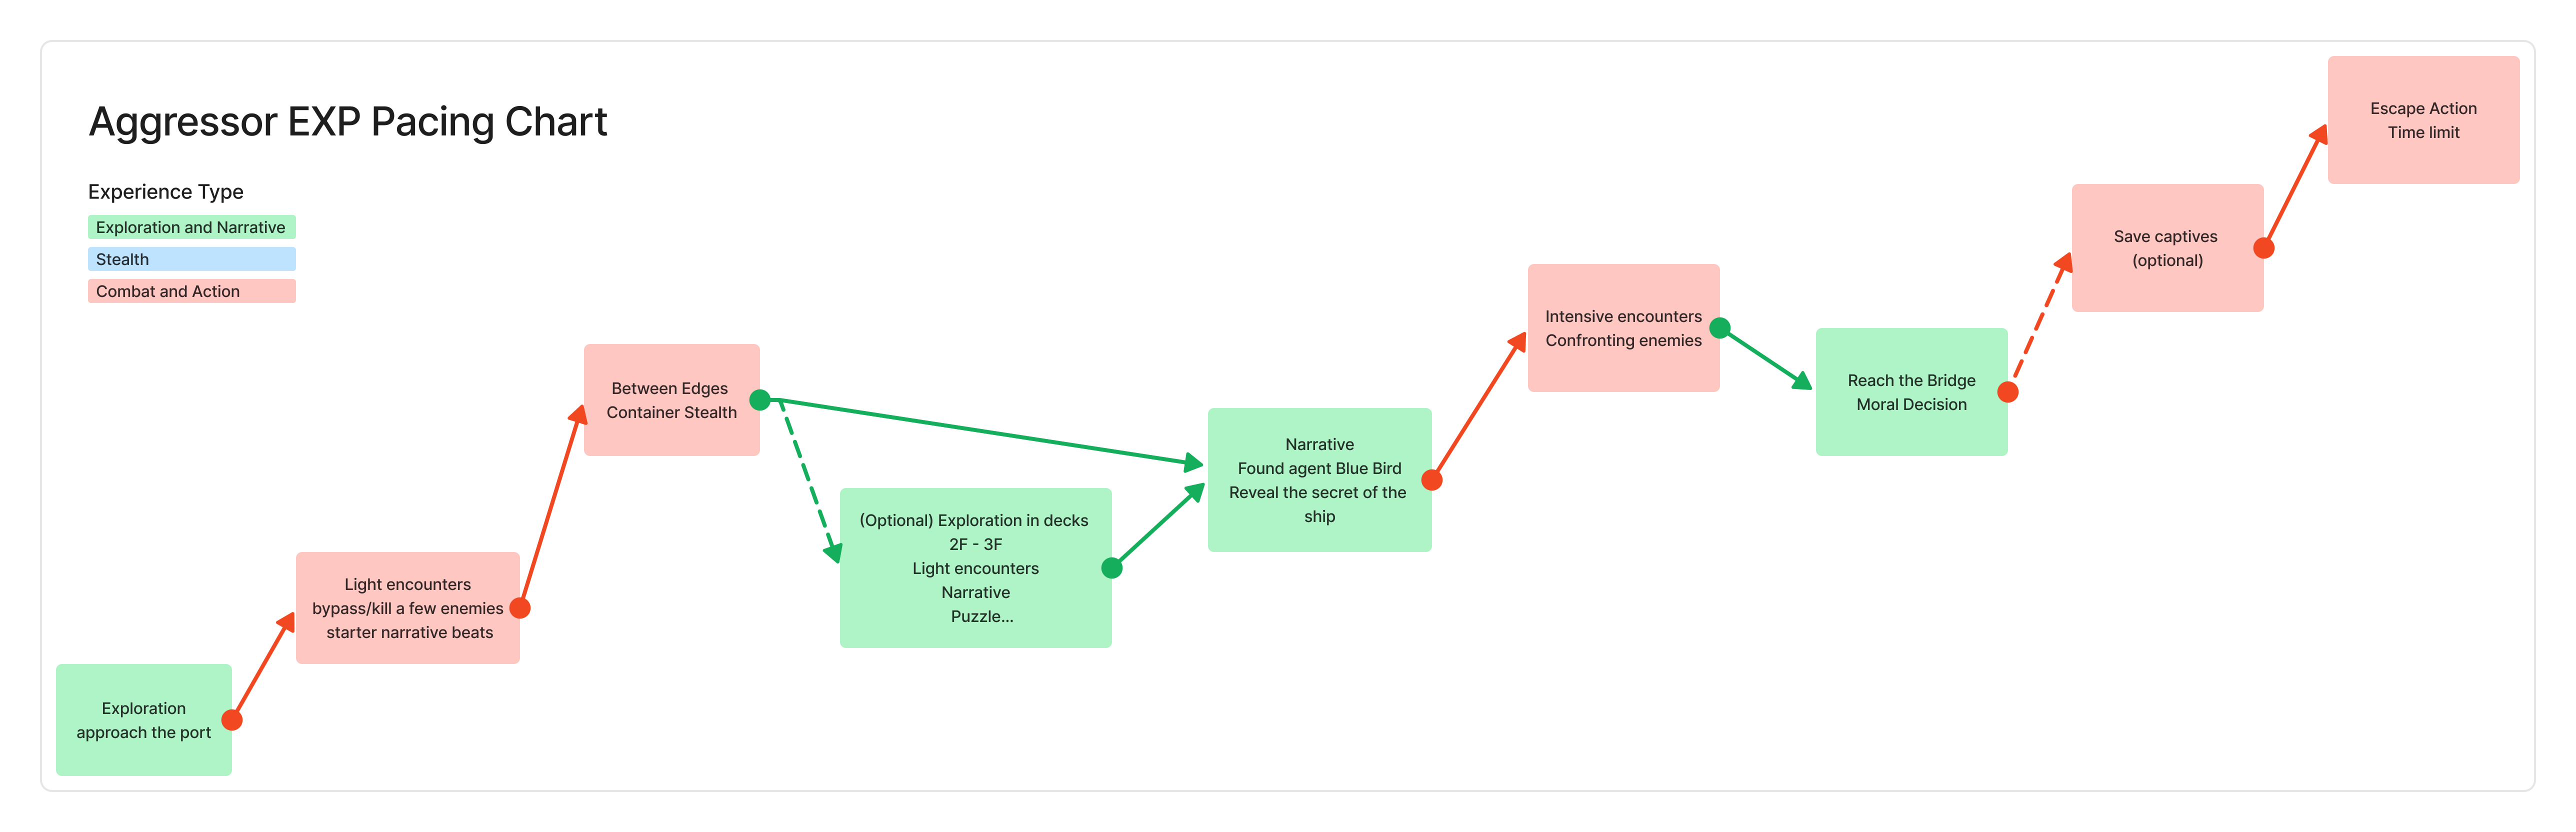 Aggressor EXP Pacing Chart
Experience Type
Exploration and Narrative
Stealth
Combat and Action
Exploration
approach the port
Light encounters
bypass/kill a few enemies
starter narrative beats
Between Edges
Container Stealth
(Optional) Exploration in decks
2F - 3F
Light encounters
Narrative
Puzzle...
Narrative
Found agent Blue Bird
Reveal the secret of the
ship
Intensive encounters
Confronting enemies
Reach the Bridge
Moral Decision
Save captives
(optional)
Escape Action
Time limit